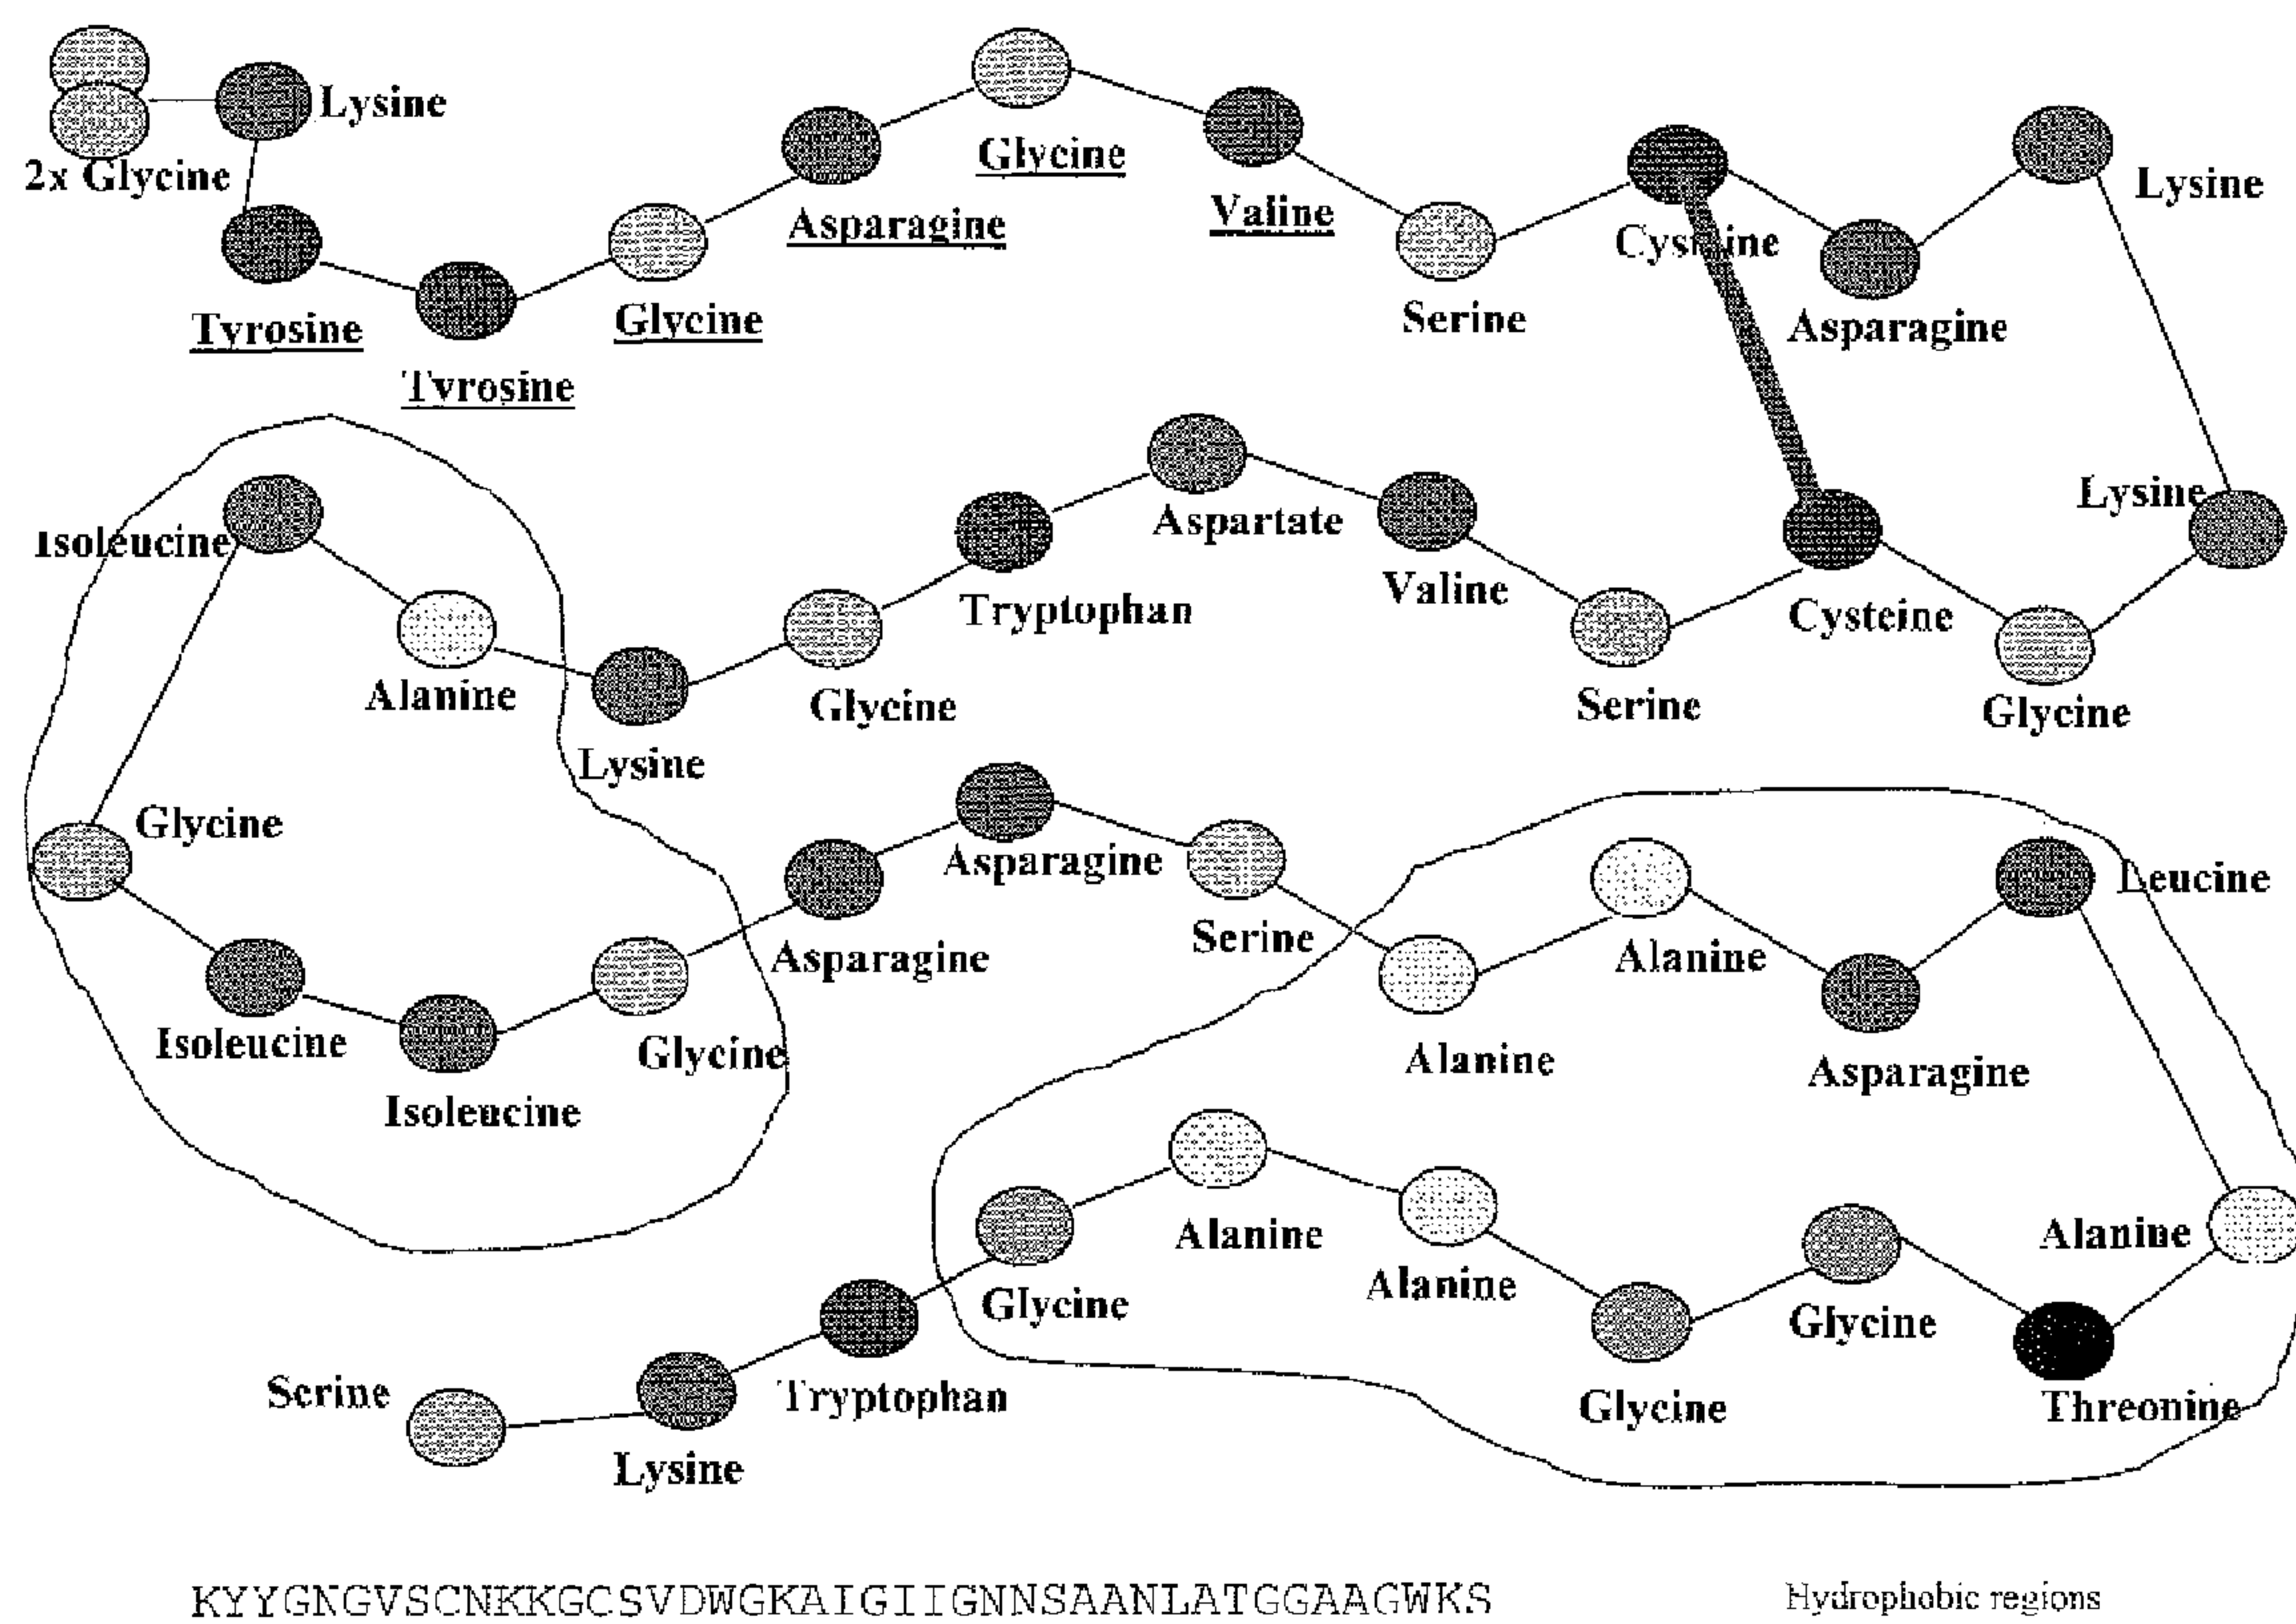 2x Glycine
Lysine
Tyrosine
Tyrosine
Glycine
Asparagine
Glycine
Valine
Serine
Cysteine
Asparagine
Lysine
Lysine
Glycine
Cysteine
Serine
Valine
Aspartate
Tryptophan
Glycine
Lysine
Alanine
Isoleucine
Glycine
Isoleucine
Isoleucine
Glycine
Asparagine
Asparagine
Serine
Alanine
Alanine
Asparagine
Leucine
Alanine
Threonine
Glycine
Glycine
Alanine
Alanine
Glycine
Tryptophan
Lysine
Serine
KYYGNGVSCNKKGCSVDWGKAIGIIGNNSAANLATGGAAGWKS
Hydrophobic regions